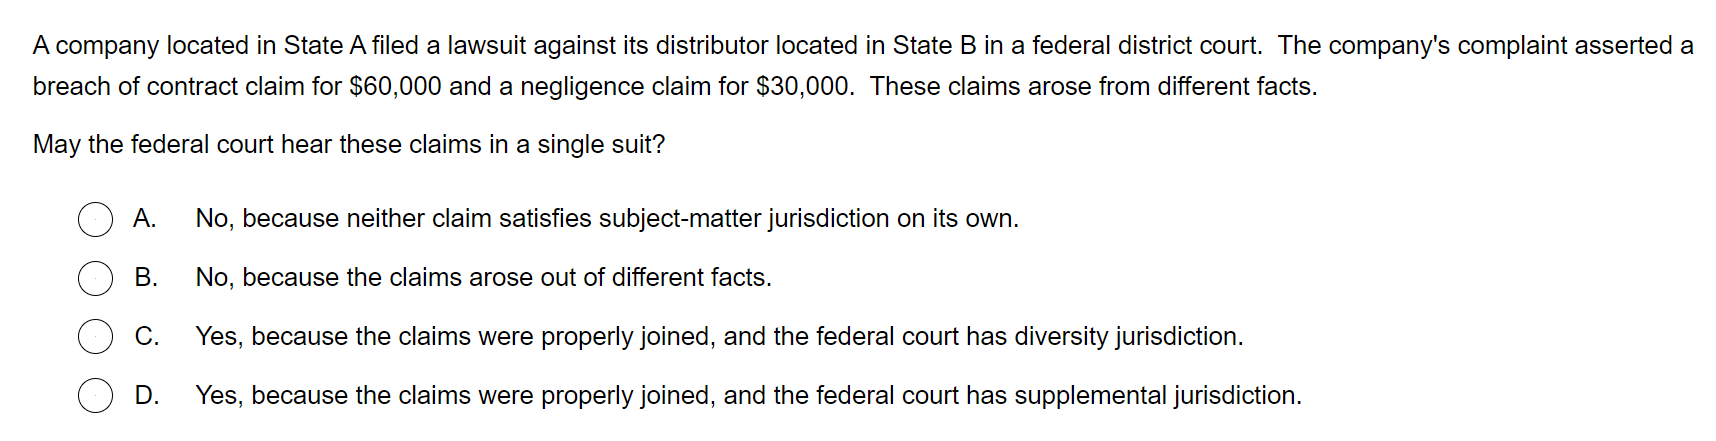 A company located in State A filed a lawsuit against its distributor located in State B in a federal district court.  The company's complaint asserted a
breach of contract claim for $60,000 and a negligence claim for $30,000.  These claims arose from different facts.
May the federal court hear these claims in a single suit?
A. No, because neither claim satisfies subject-matter jurisdiction on its own.
B. No, because the claims arose out of different facts.
C. Yes, because the claims were properly joined, and the federal court has diversity jurisdiction.
D. Yes, because the claims were properly joined, and the federal court has supplemental jurisdiction.